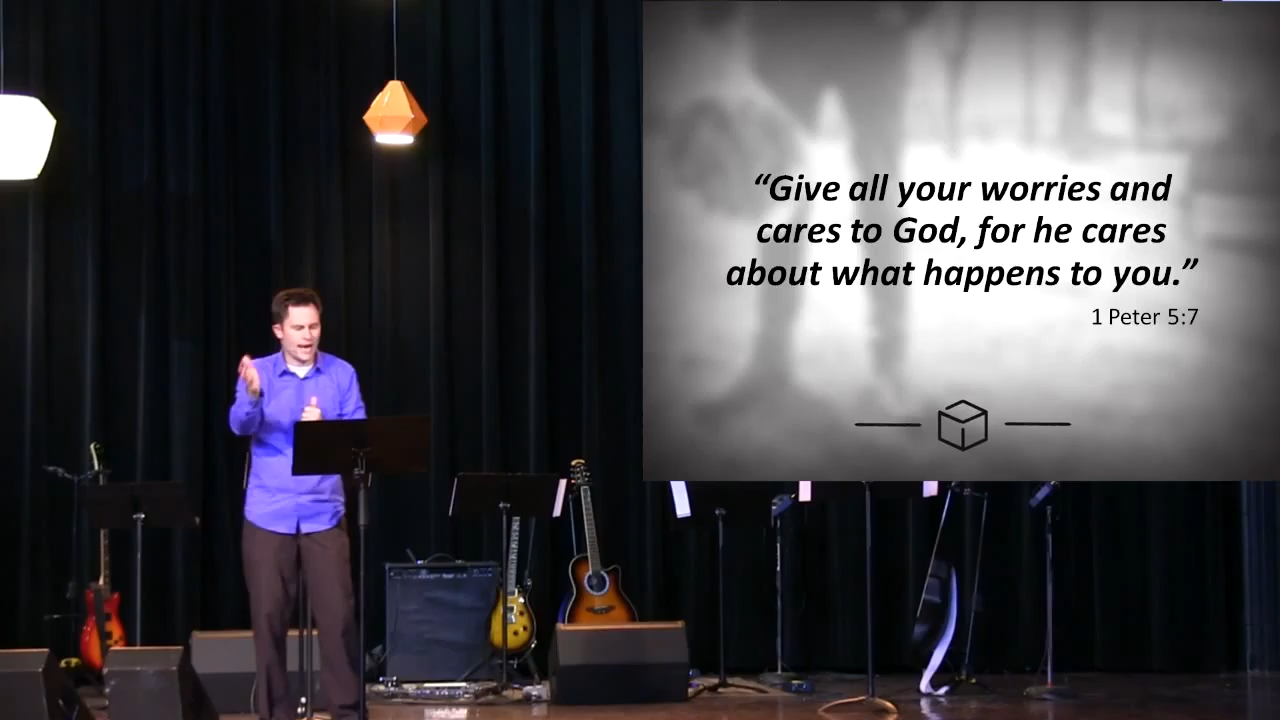 “Give all your worries and
cares to God, for he cares
about what happens to you.”
1 Peter 5:7